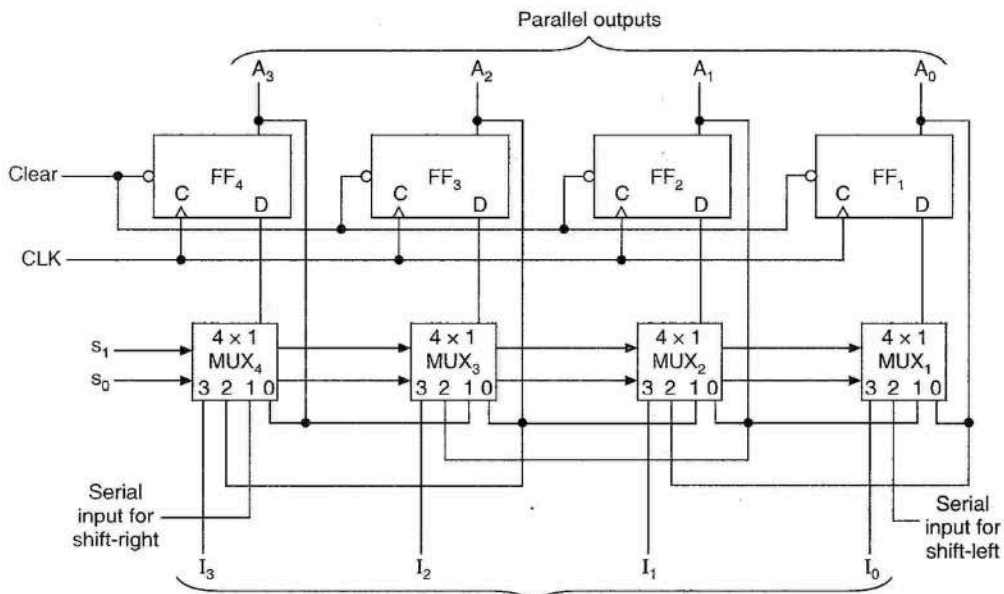 Parallel outputs
A₃ A₂ A₁ A₀
Clear
FF₄ FF₃ FF₂ FF₁
C D C D C D C D
CLK
4 × 1 4 × 1 4 × 1 4 × 1
s₁
MUX₄ MUX₃ MUX₂ MUX₁
s₀
3 2 1 0 3 2 1 0 3 2 1 0 3 2 1 0
Serial
input for
shift-right
Serial
input for
shift-left
I₃ I₂ I₁ I₀